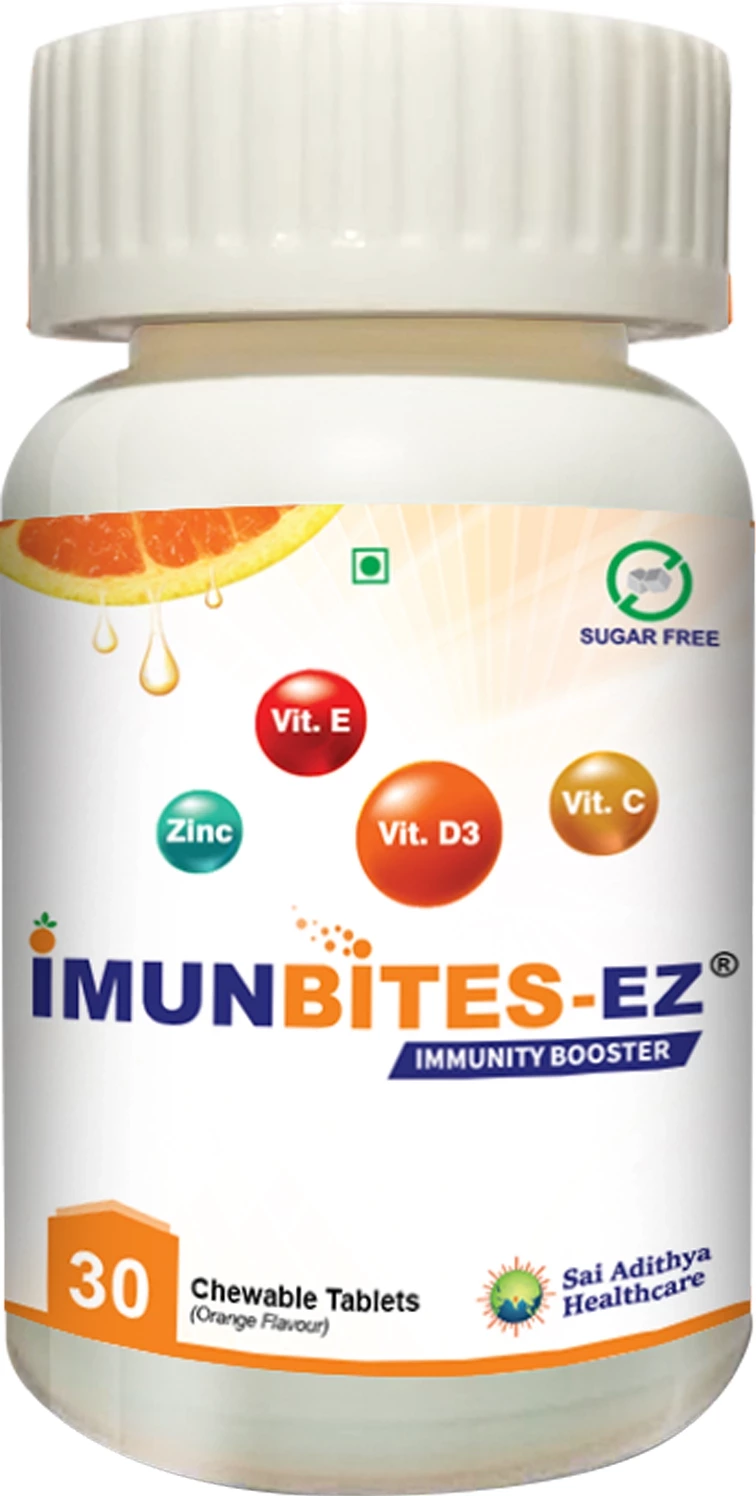 SUGAR FREE
Vit. E
Zinc
Vit. D3
Vit. C
IMUNBITES-EZ®
IMMUNITY BOOSTER
30
Chewable Tablets
(Orange Flavour)
Sai Adithya
Healthcare